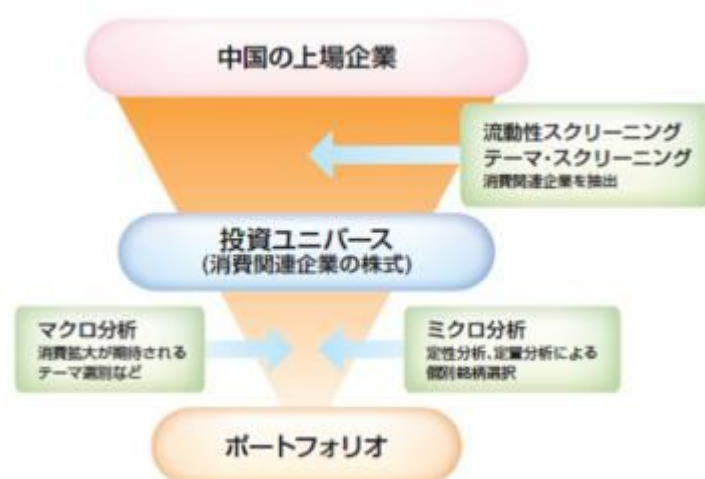 中国の上場企業
流動性スクリーニング
テーマ・スクリーニング
消費関連企業を抽出
投資ユニバース
(消費関連企業の株式)
マクロ分析
消費拡大が期待される
テーマ選別など
ミクロ分析
定性分析、定量分析による
個別銘柄選択
ポートフォリオ